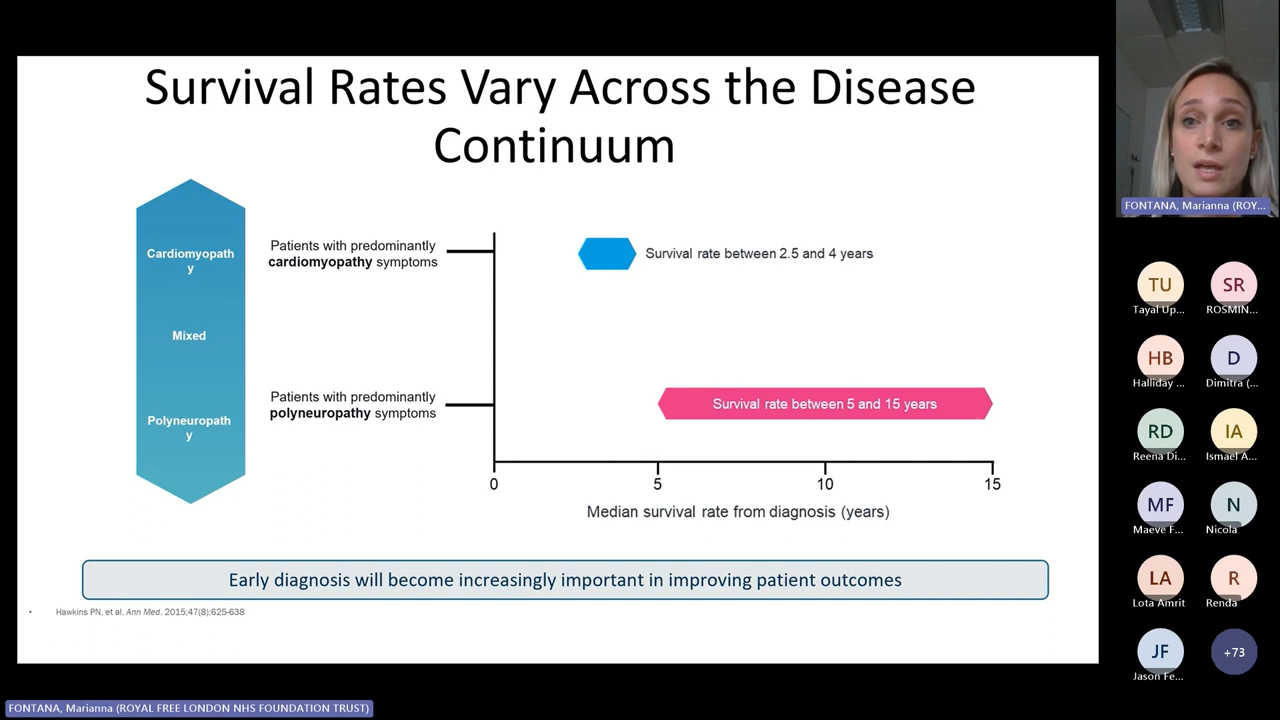 Survival Rates Vary Across the Disease
Continuum
Cardiomyopath
y
Mixed
Polyneuropath
y
Patients with predominantly
cardiomyopathy symptoms
Survival rate between 2.5 and 4 years
Patients with predominantly
polyneuropathy symptoms
Survival rate between 5 and 15 years
0
5
10
15
Median survival rate from diagnosis (years)
Early diagnosis will become increasingly important in improving patient outcomes
• Hawkins PN, et al. Ann Med. 2015;47(8):625-638
FONTANA, Marianna (ROY...
TU
Tayal Up...
SR
ROSMIN...
HB
Halliday ...
D
Dimitra (...
RD
Reena Di...
IA
Ismael A...
MF
Maeve F...
N
Nicola
LA
Lota Amrit
R
Renda
JF
Jason Fe...
+73
FONTANA, Marianna (ROYAL FREE LONDON NHS FOUNDATION TRUST)